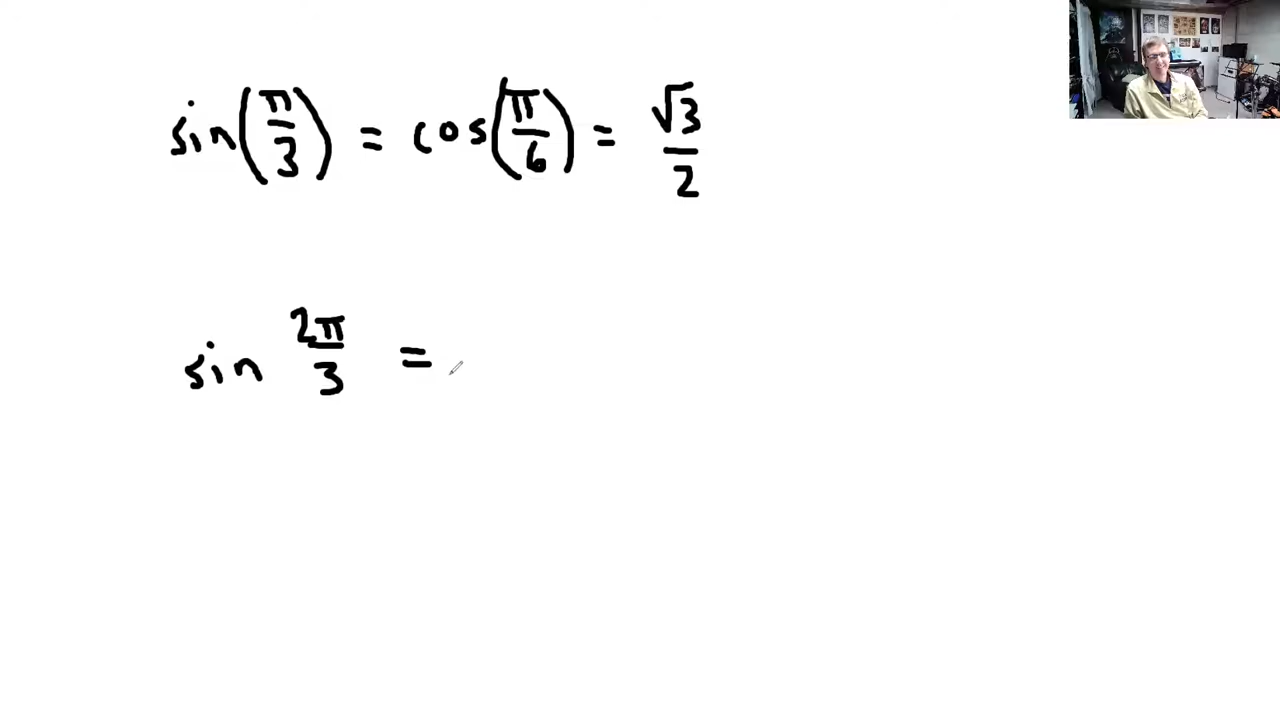 sin(π/3) = cos(π/6) = √3/2
sin 2π/3 =